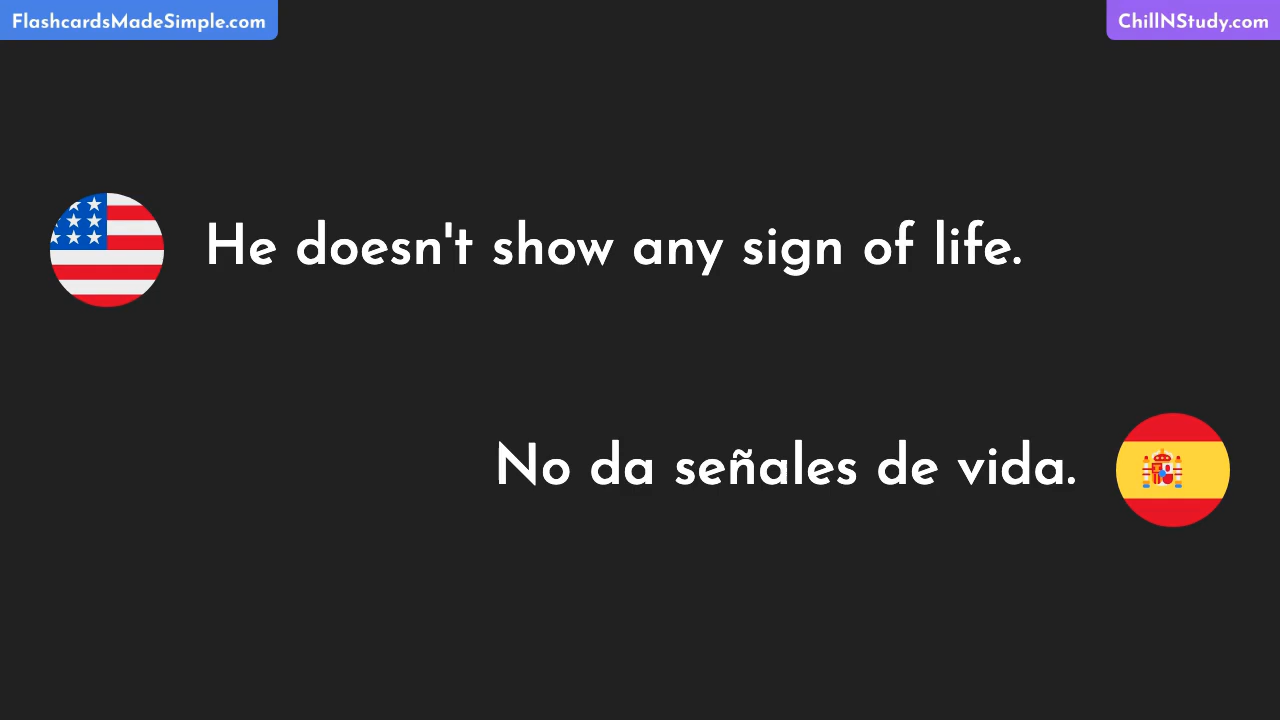 FlashcardsMadeSimple.com
ChillNStudy.com
He doesn't show any sign of life.
No da señales de vida.